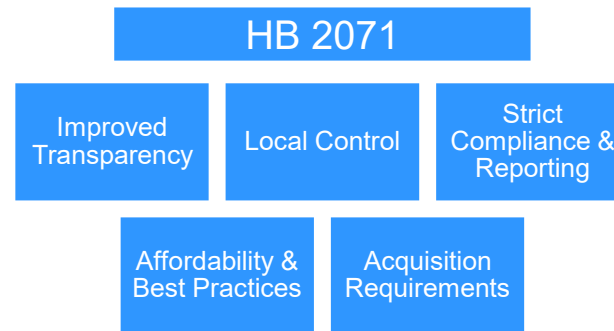 HB 2071
Improved
Transparency
Local Control
Strict
Compliance &
Reporting
Affordability &
Best Practices
Acquisition
Requirements